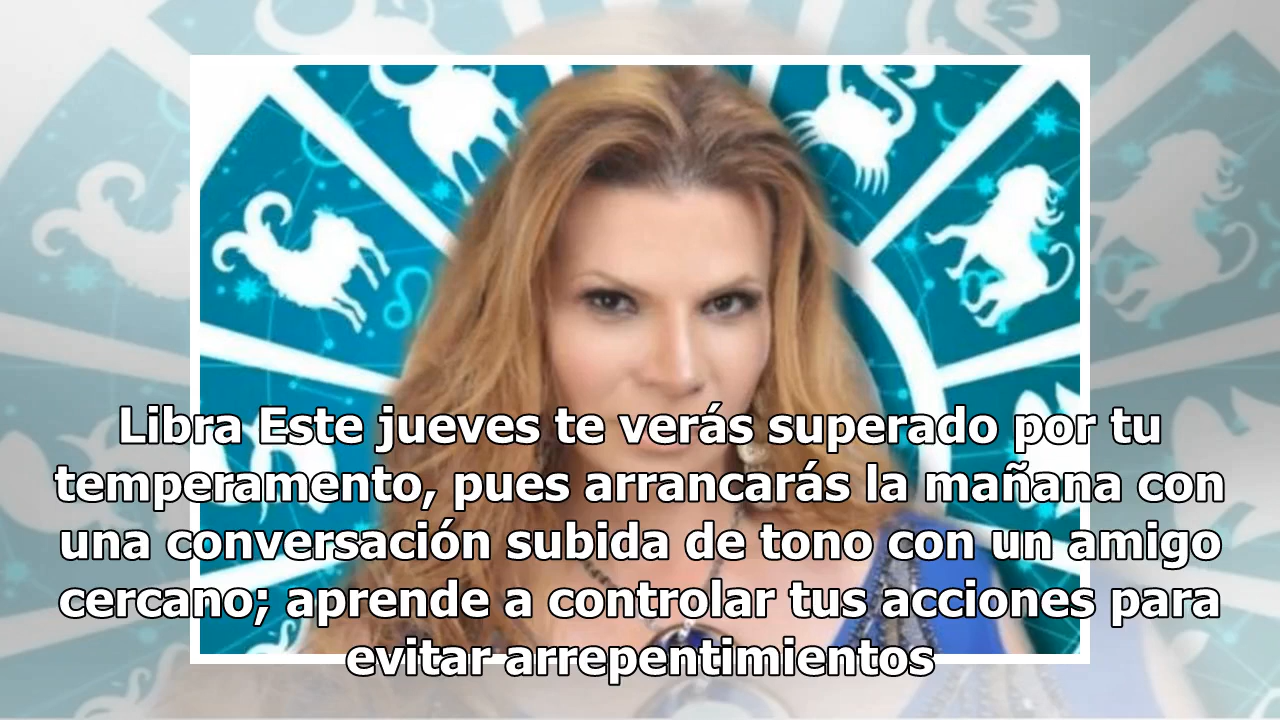 Libra Este jueves te verás superado por tu
temperamento, pues arrancarás la mañana con
una conversación subida de tono con un amigo
cercano; aprende a controlar tus acciones para
evitar arrepentimientos